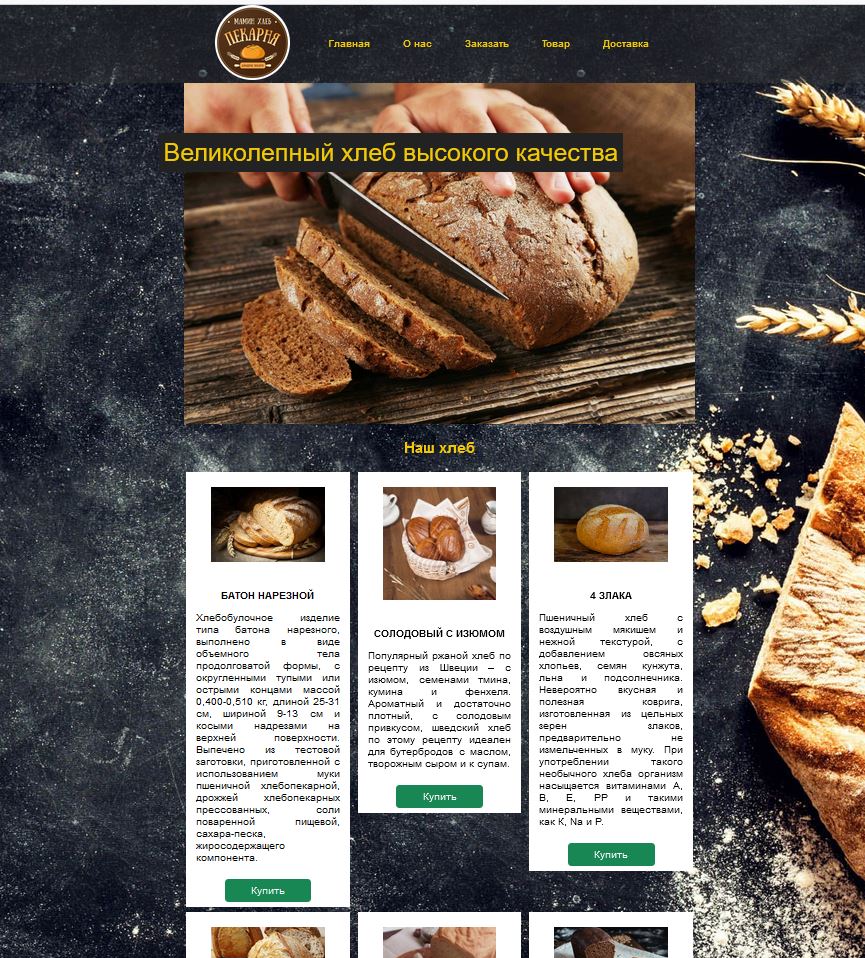 МАМИН ХЛЕБ
ПЕКАРНЯ
Главная О нас Заказать Товар Доставка
Великолепный хлеб высокого качества
Наш хлеб
БАТОН НАРЕЗНОЙ
Хлебобулочное изделие
типа батона нарезного,
выполнено в виде
объемного тела
продолговатой формы, с
округленными тупыми или
острыми концами массой
0,400-0,510 кг, длиной 25-31
см, шириной 9-13 см и
косыми надрезами на
верхней поверхности.
Выпечено из тестовой
заготовки, приготовленной с
использованием муки
пшеничной хлебопекарной,
дрожжей хлебопекарных
прессованных, соли
поваренной пищевой,
сахара-песка,
жиросодержащего
компонента.
Купить
СОЛОДОВЫЙ С ИЗЮМОМ
Популярный ржаной хлеб по
рецепту из Швеции – с
изюмом, семенами тмина,
кумина и фенхеля.
Ароматный и достаточно
плотный, с солодовым
привкусом, шведский хлеб
по этому рецепту идеален
для бутербродов с маслом,
творожным сыром и к супам.
Купить
4 ЗЛАКА
Пшеничный хлеб с
воздушным мякишем и
нежной текстурой, с
добавлением овсяных
хлопьев, семян кунжута,
льна и подсолнечника.
Невероятно вкусная и
полезная коврига,
изготовленная из цельных
зерен злаков,
предварительно не
измельченных в муку. При
употреблении такого
необычного хлеба организм
насыщается витаминами А,
В, Е, РР и такими
минеральными веществами,
как К, Na и Р.
Купить